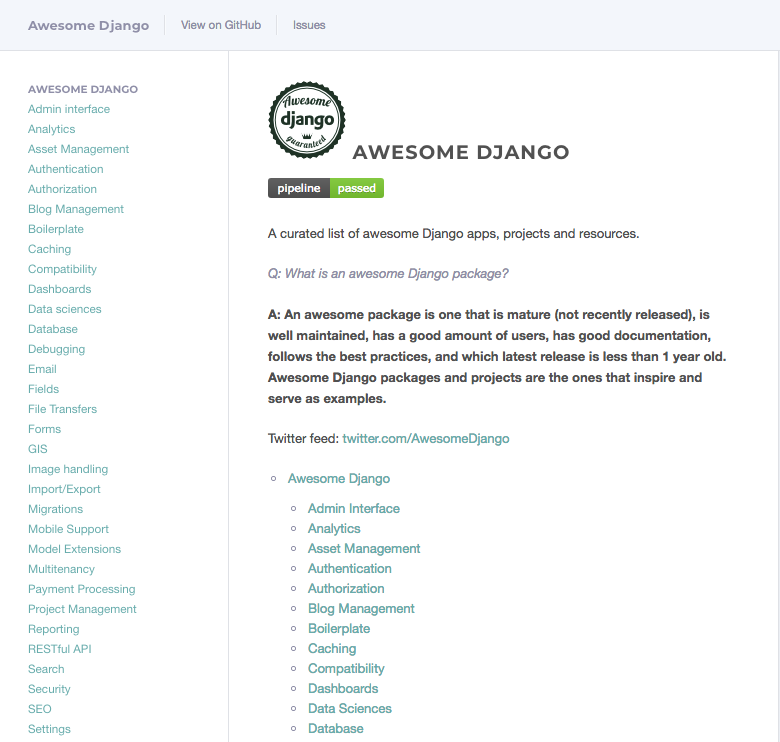 Awesome Django
View on GitHub
Issues
AWESOME DJANGO
Admin interface
Analytics
Asset Management
Authentication
Authorization
Blog Management
Boilerplate
Caching
Compatibility
Dashboards
Data sciences
Database
Debugging
Email
Fields
File Transfers
Forms
GIS
Image handling
Import/Export
Migrations
Mobile Support
Model Extensions
Multitenancy
Payment Processing
Project Management
Reporting
RESTful API
Search
Security
SEO
Settings
Awesome
django
guaranteed
AWESOME DJANGO
pipeline passed
A curated list of awesome Django apps, projects and resources.
Q: What is an awesome Django package?
A: An awesome package is one that is mature (not recently released), is
well maintained, has a good amount of users, has good documentation,
follows the best practices, and which latest release is less than 1 year old.
Awesome Django packages and projects are the ones that inspire and
serve as examples.
Twitter feed: twitter.com/AwesomeDjango
Awesome Django
Admin Interface
Analytics
Asset Management
Authentication
Authorization
Blog Management
Boilerplate
Caching
Compatibility
Dashboards
Data Sciences
Database